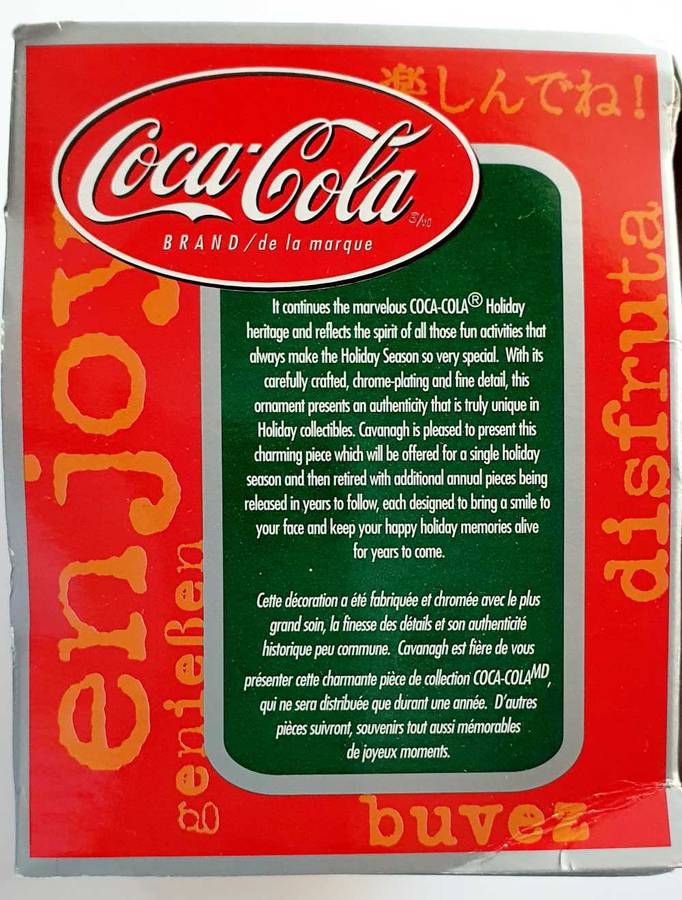 楽しんでね!
Coca-Cola
BRAND/de la marque
enjoy
genießen
disfruta
It continues the marvelous COCA-COLA® Holiday
heritage and reflects the spirit of all those fun activities that
always make the Holiday Season so very special. With its
carefully crafted, chrome-plating and fine detail, this
ornament presents an authenticity that is truly unique in
Holiday collectibles. Cavanagh is pleased to present this
charming piece which will be offered for a single holiday
season and then retired with additional annual pieces being
released in years to follow, each designed to bring a smile to
your face and keep your happy holiday memories alive
for years to come.
Cette décoration a été fabriquée et chromée avec le plus
grand soin, la finesse des détails et son authenticité
historique peu commune. Cavanagh est fière de vous
présenter cette charmante pièce de collection COCA-COLAMD,
qui ne sera distribuée que durant une année. D'autres
pièces suivront, souvenirs tout aussi mémorables
de joyeux moments.
buvez